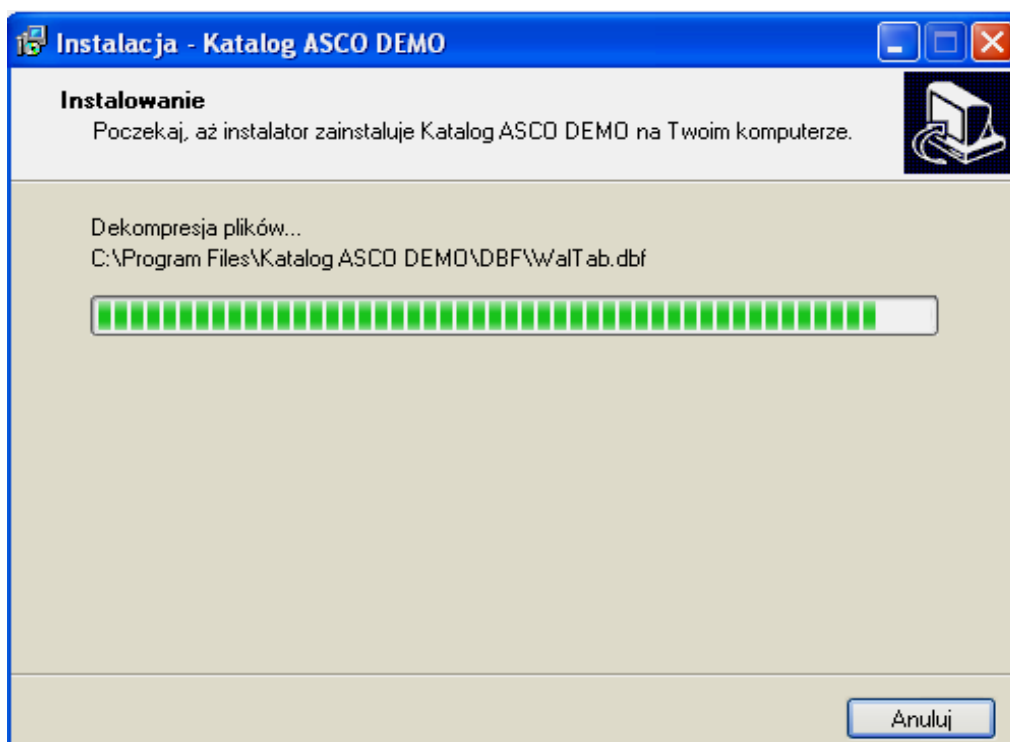 Instalacja - Katalog ASCO DEMO
Instalowanie
Poczekaj, aż instalator zainstaluje Katalog ASCO DEMO na Twoim komputerze.
Dekompresja plików...
C:\Program Files\Katalog ASCO DEMO\DBF\WalTab.dbf
Anuluj